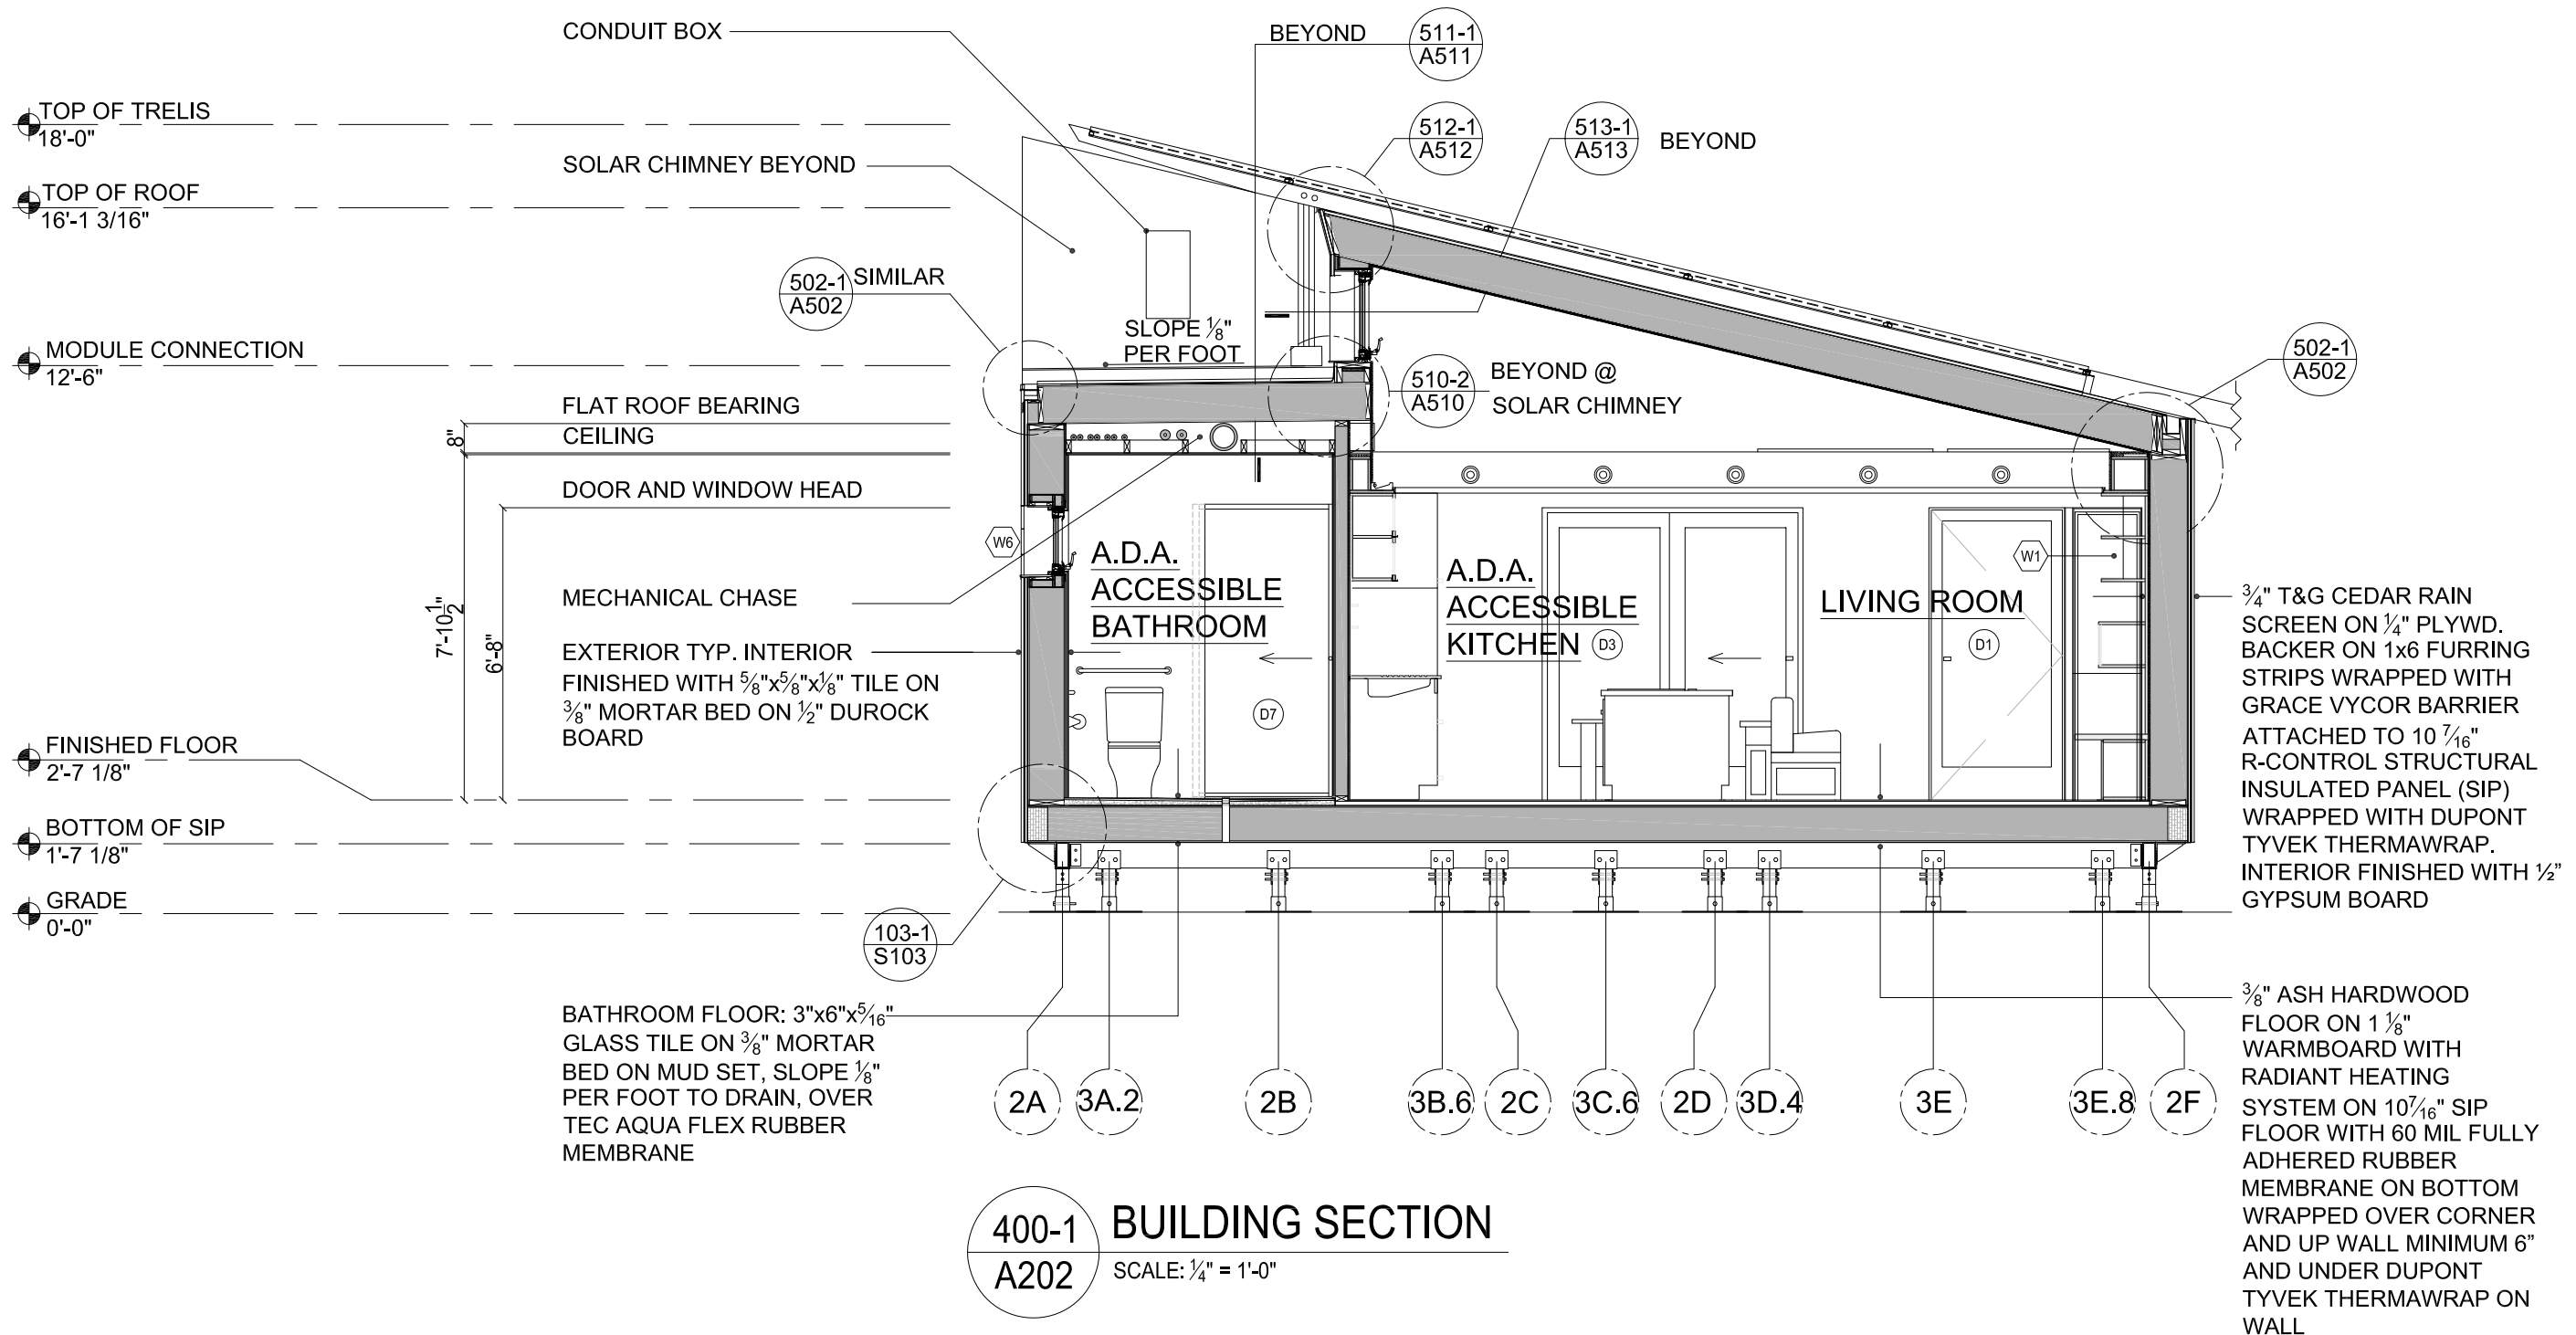 CONDUIT BOX
BEYOND
511-1
A511
TOP OF TRELIS
18'-0"
512-1
A512
513-1
A513
BEYOND
SOLAR CHIMNEY BEYOND
TOP OF ROOF
16'-1 3/16"
502-1
A502
SIMILAR
SLOPE ⅛"
PER FOOT
MODULE CONNECTION
12'-6"
510-2
A510
BEYOND @
SOLAR CHIMNEY
502-1
A502
FLAT ROOF BEARING
8"
CEILING
DOOR AND WINDOW HEAD
W6
W1
A.D.A.
ACCESSIBLE
BATHROOM
A.D.A.
ACCESSIBLE
KITCHEN
D3
LIVING ROOM
D1
D7
MECHANICAL CHASE
7'-10½"
6'-8"
EXTERIOR TYP. INTERIOR
FINISHED WITH ⅝"x⅝"x⅛" TILE ON
⅜" MORTAR BED ON ½" DUROCK
BOARD
¾" T&G CEDAR RAIN
SCREEN ON ¼" PLYWD.
BACKER ON 1x6 FURRING
STRIPS WRAPPED WITH
GRACE VYCOR BARRIER
ATTACHED TO 10 7⁄16"
R-CONTROL STRUCTURAL
INSULATED PANEL (SIP)
WRAPPED WITH DUPONT
TYVEK THERMAWRAP.
INTERIOR FINISHED WITH ½”
GYPSUM BOARD
FINISHED FLOOR
2'-7 1/8"
BOTTOM OF SIP
1'-7 1/8"
GRADE
0'-0"
103-1
S103
BATHROOM FLOOR: 3"x6"x5⁄16"
GLASS TILE ON ⅜" MORTAR
BED ON MUD SET, SLOPE ⅛"
PER FOOT TO DRAIN, OVER
TEC AQUA FLEX RUBBER
MEMBRANE
2A
3A.2
2B
3B.6
2C
3C.6
2D
3D.4
3E
3E.8
2F
⅜" ASH HARDWOOD
FLOOR ON 1 ⅛"
WARMBOARD WITH
RADIANT HEATING
SYSTEM ON 107⁄16" SIP
FLOOR WITH 60 MIL FULLY
ADHERED RUBBER
MEMBRANE ON BOTTOM
WRAPPED OVER CORNER
AND UP WALL MINIMUM 6”
AND UNDER DUPONT
TYVEK THERMAWRAP ON
WALL
400-1
A202
BUILDING SECTION
SCALE: ¼" = 1'-0"